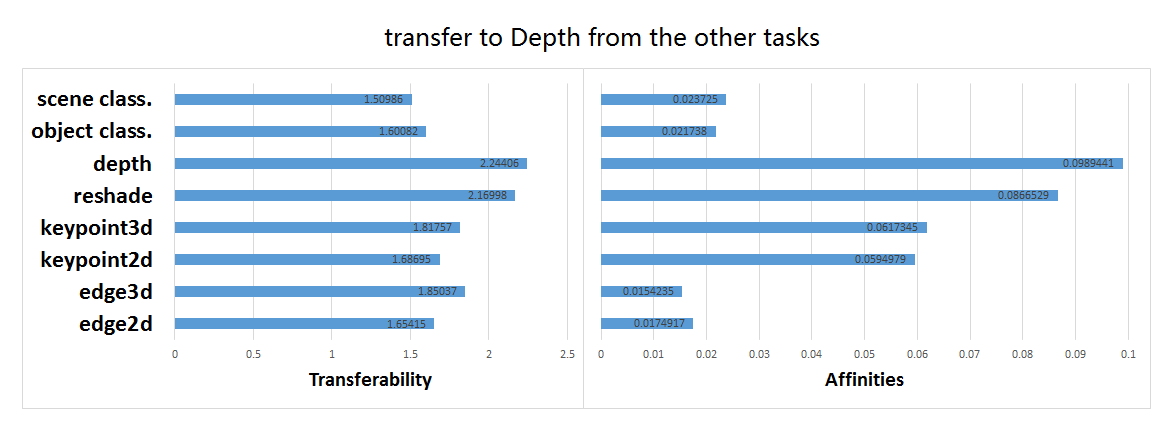 transfer to Depth from the other tasks
scene class. 1.50986 0.023725
object class. 1.60082 0.021738
depth 2.24406 0.0989441
reshade 2.16998 0.0866529
keypoint3d 1.81757 0.0617345
keypoint2d 1.68695 0.0594979
edge3d 1.85037 0.0154235
edge2d 1.65415 0.0174917
0 0.5 1 1.5 2 2.5 0 0.01 0.02 0.03 0.04 0.05 0.06 0.07 0.08 0.09 0.1
Transferability Affinities